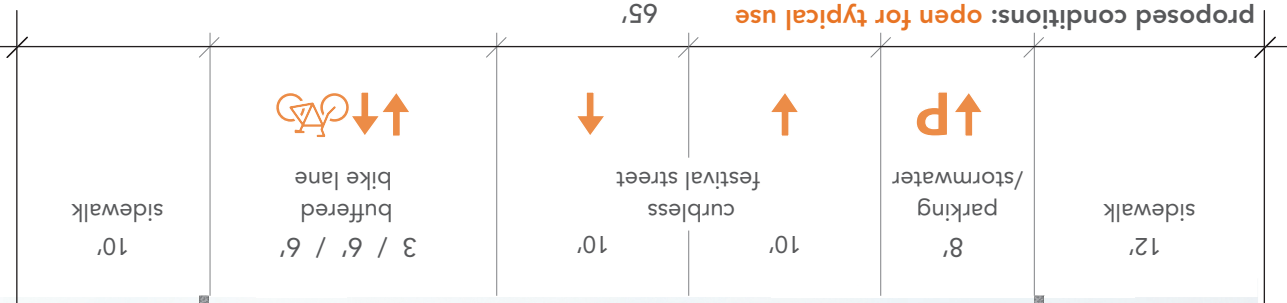 12'
sidewalk
8'
parking
/stormwater
P
10'
10'
curbless
festival street
3 / 6' / 6'
buffered
bike lane
10'
sidewalk
proposed conditions: open for typical use
65'